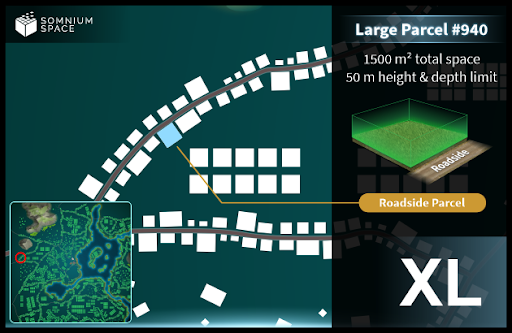 SOMNIUM
SPACE
Large Parcel #940
1500 m² total space
50 m height & depth limit
Roadside
Roadside Parcel
XL